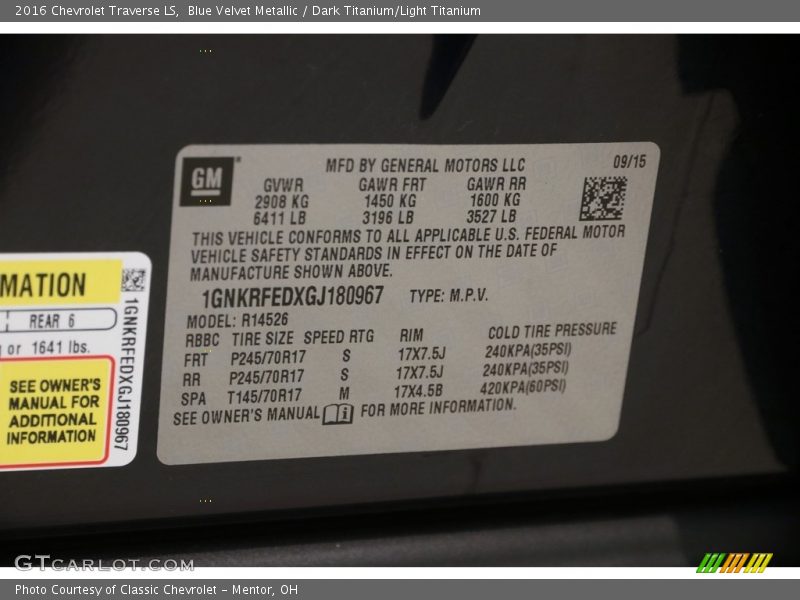 2016 Chevrolet Traverse LS, Blue Velvet Metallic / Dark Titanium/Light Titanium
GM
MFD BY GENERAL MOTORS LLC
09/15
GVWR GAWR FRT GAWR RR
2908 KG 1450 KG 1600 KG
6411 LB 3196 LB 3527 LB
THIS VEHICLE CONFORMS TO ALL APPLICABLE U.S. FEDERAL MOTOR
VEHICLE SAFETY STANDARDS IN EFFECT ON THE DATE OF
MANUFACTURE SHOWN ABOVE.
1GNKRFEDXGJ180967 TYPE: M.P.V.
MODEL: R14526
RBBC TIRE SIZE SPEED RTG RIM COLD TIRE PRESSURE
FRT P245/70R17 S 17X7.5J 240KPA(35PSI)
RR P245/70R17 S 17X7.5J 240KPA(35PSI)
SPA T145/70R17 M 17X4.5B 420KPA(60PSI)
SEE OWNER'S MANUAL FOR MORE INFORMATION.
MATION
REAR 6
or 1641 lbs.
SEE OWNER'S
MANUAL FOR
ADDITIONAL
INFORMATION
1GNKRFEDXGJ180967
GTcarlot.com
Photo Courtesy of Classic Chevrolet - Mentor, OH